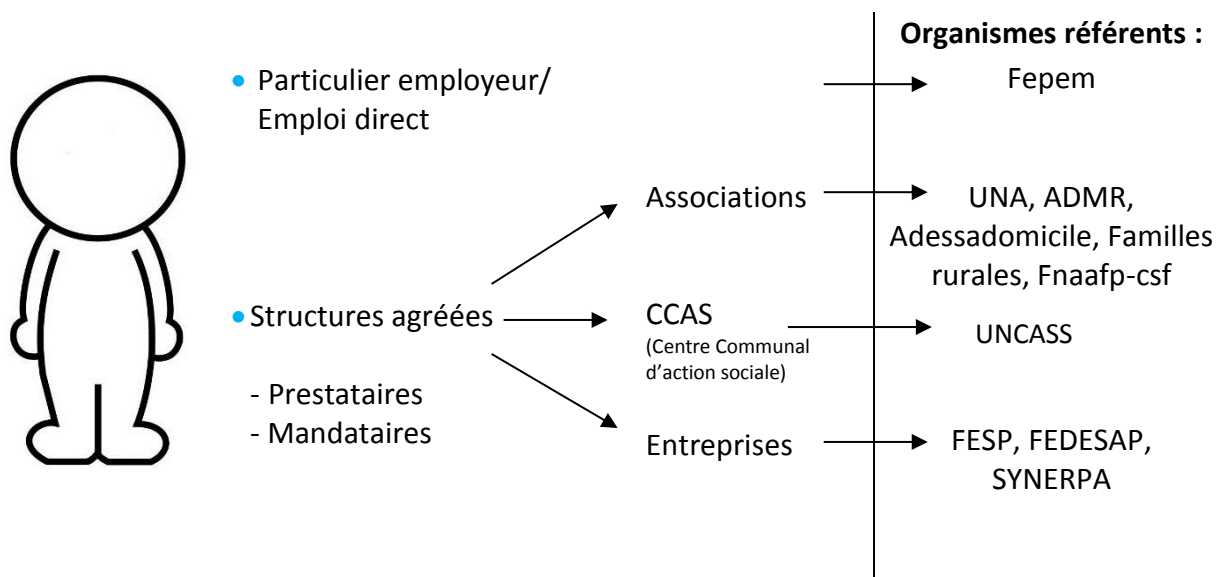 Organismes référents :
• Particulier employeur/
Emploi direct
Fepem
Associations
UNA, ADMR,
Adessadomicile, Familles
rurales, Fnaafp-csf
• Structures agréées
- Prestataires
- Mandataires
CCAS
(Centre Communal
d’action sociale)
UNCASS
Entreprises
FESP, FEDESAP,
SYNERPA